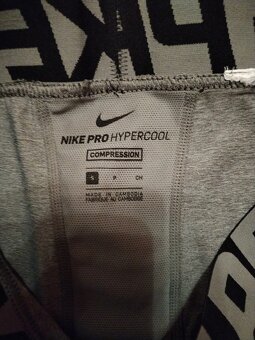 NIKE PRO HYPERCOOL
COMPRESSION
S P CH
MADE IN CAMBODIA
FABRIQUÉ AU CAMBODGE